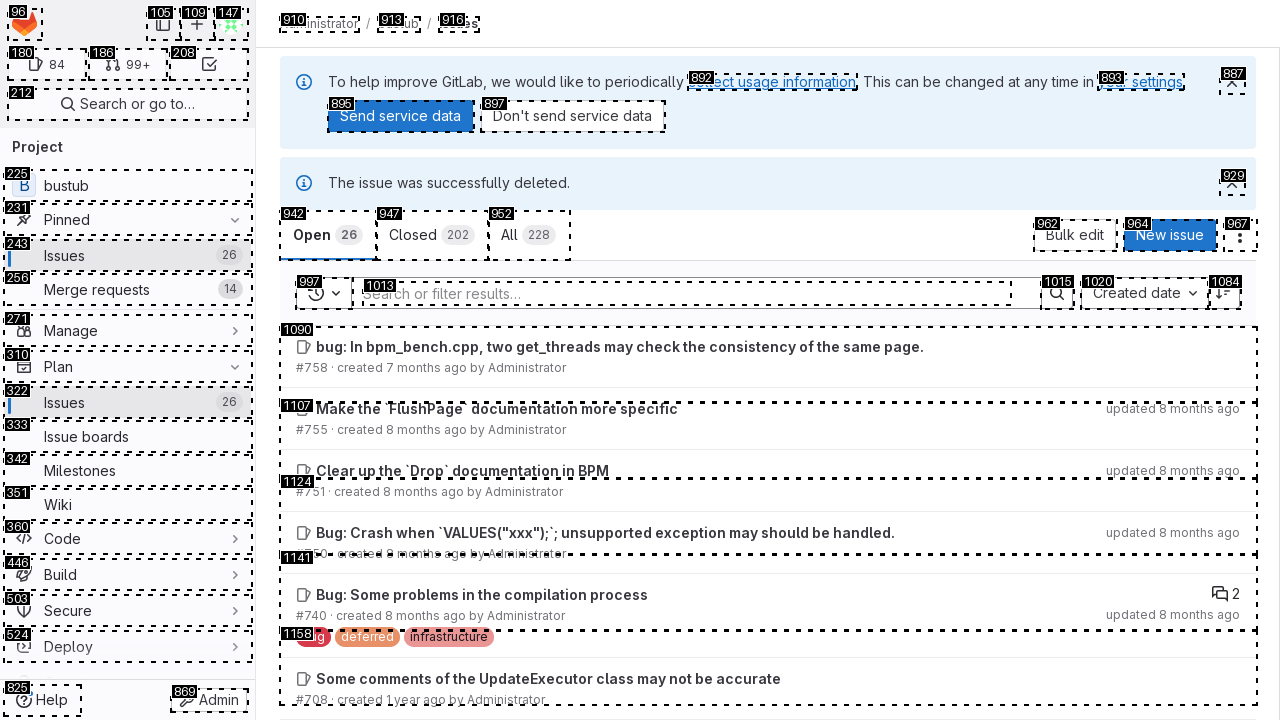 96
105
109
147
180
84
186
99+
208
212
Search or go to…
Project
225
B
bustub
231
Pinned
243
Issues
26
256
Merge requests
14
271
Manage
310
Plan
322
Issues
26
333
Issue boards
342
Milestones
351
Wiki
360
Code
446
Build
503
Secure
524
Deploy
825
Help
869
Admin
910
Administrator
/
913
bustub
/
916
Issues
To help improve GitLab, we would like to periodically 892 collect usage information. This can be changed at any time in 893 your settings.
887
895
Send service data
897
Don't send service data
The issue was successfully deleted.
929
942
Open 26
947
Closed 202
952
All 228
962
Bulk edit
964
New issue
967
997
1013
Search or filter results…
1015
1020
Created date
1084
1090
bug: In bpm_bench.cpp, two get_threads may check the consistency of the same page.
#758 · created 7 months ago by Administrator
1107
Make the `FlushPage` documentation more specific
updated 8 months ago
#755 · created 8 months ago by Administrator
Clear up the `Drop` documentation in BPM
updated 8 months ago
1124
#751 · created 8 months ago by Administrator
Bug: Crash when `VALUES("xxx");`; unsupported exception may should be handled.
updated 8 months ago
1141
#750 · created 8 months ago by Administrator
Bug: Some problems in the compilation process
2
#740 · created 8 months ago by Administrator
updated 8 months ago
1158
bug
deferred
infrastructure
Some comments of the UpdateExecutor class may not be accurate
#708 · created 1 year ago by Administrator